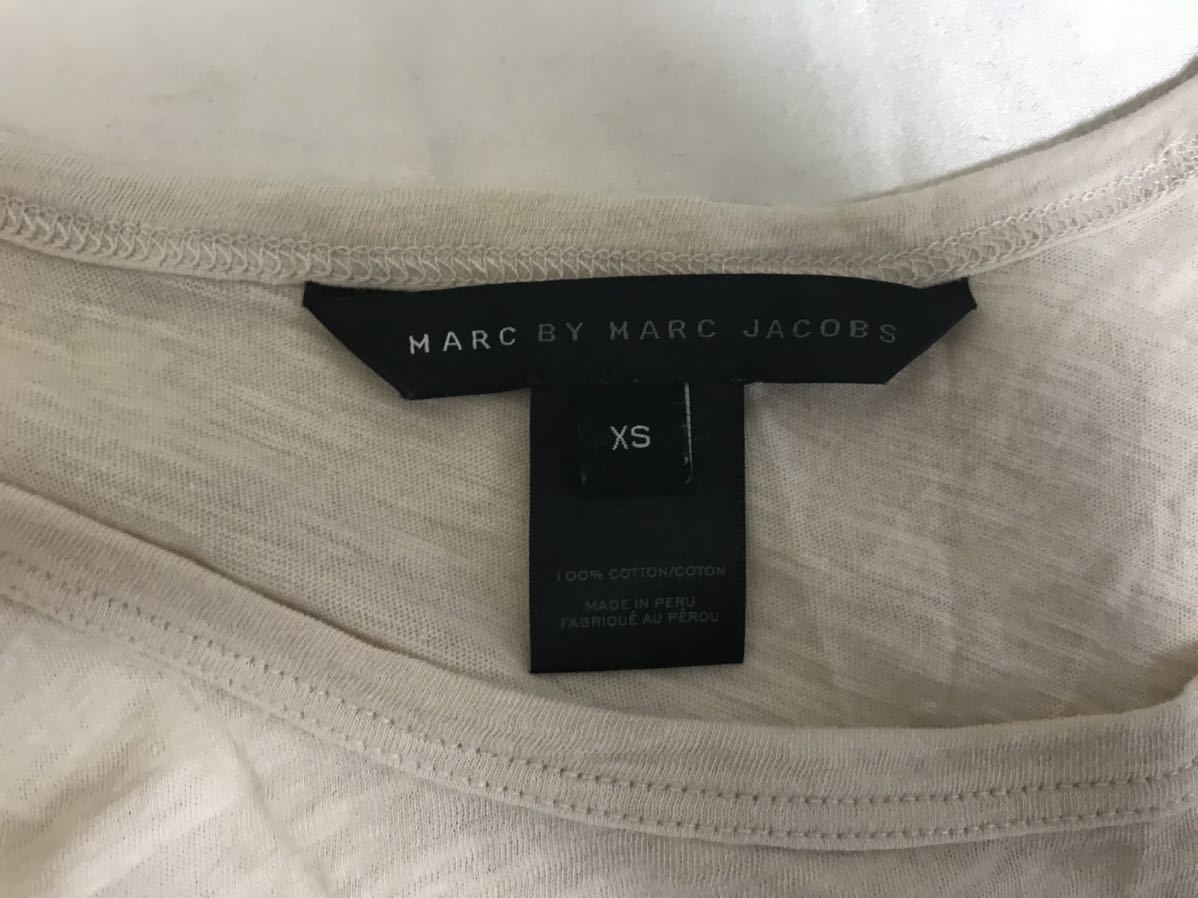 MARC BY MARC JACOBS
XS
100% COTTON/COTON
MADE IN PERU
FABRIQUÉ AU PÉROU